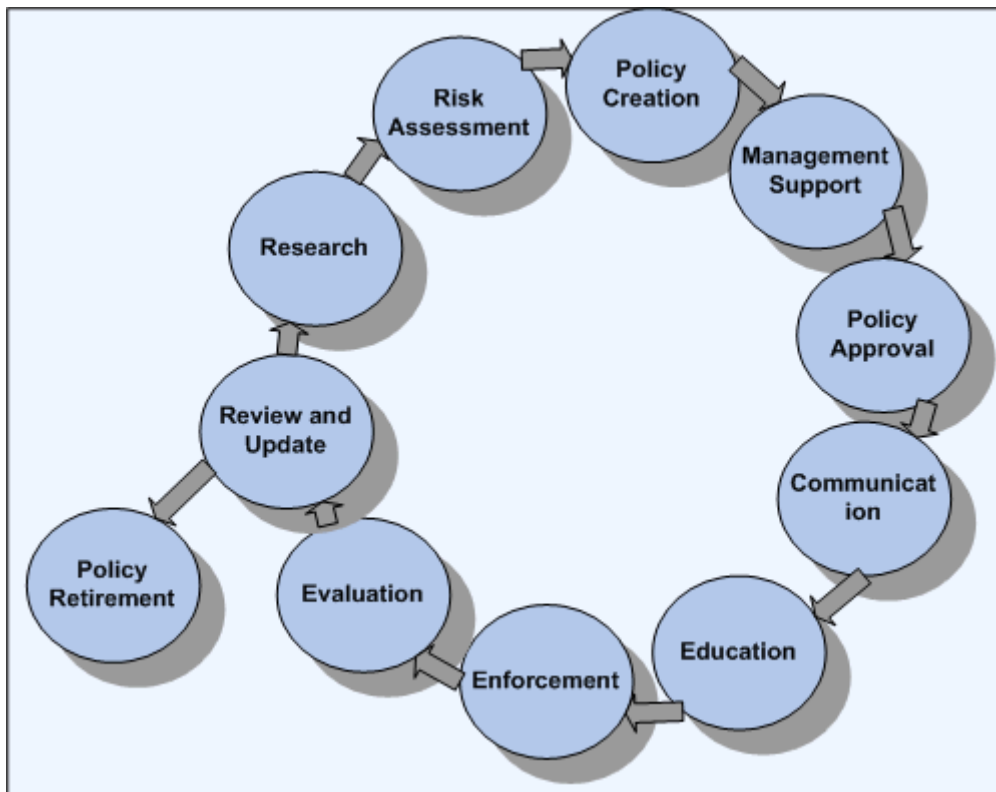 Risk
Assessment
Policy
Creation
Management
Support
Policy
Approval
Communicat
ion
Education
Enforcement
Evaluation
Review and
Update
Research
Policy
Retirement